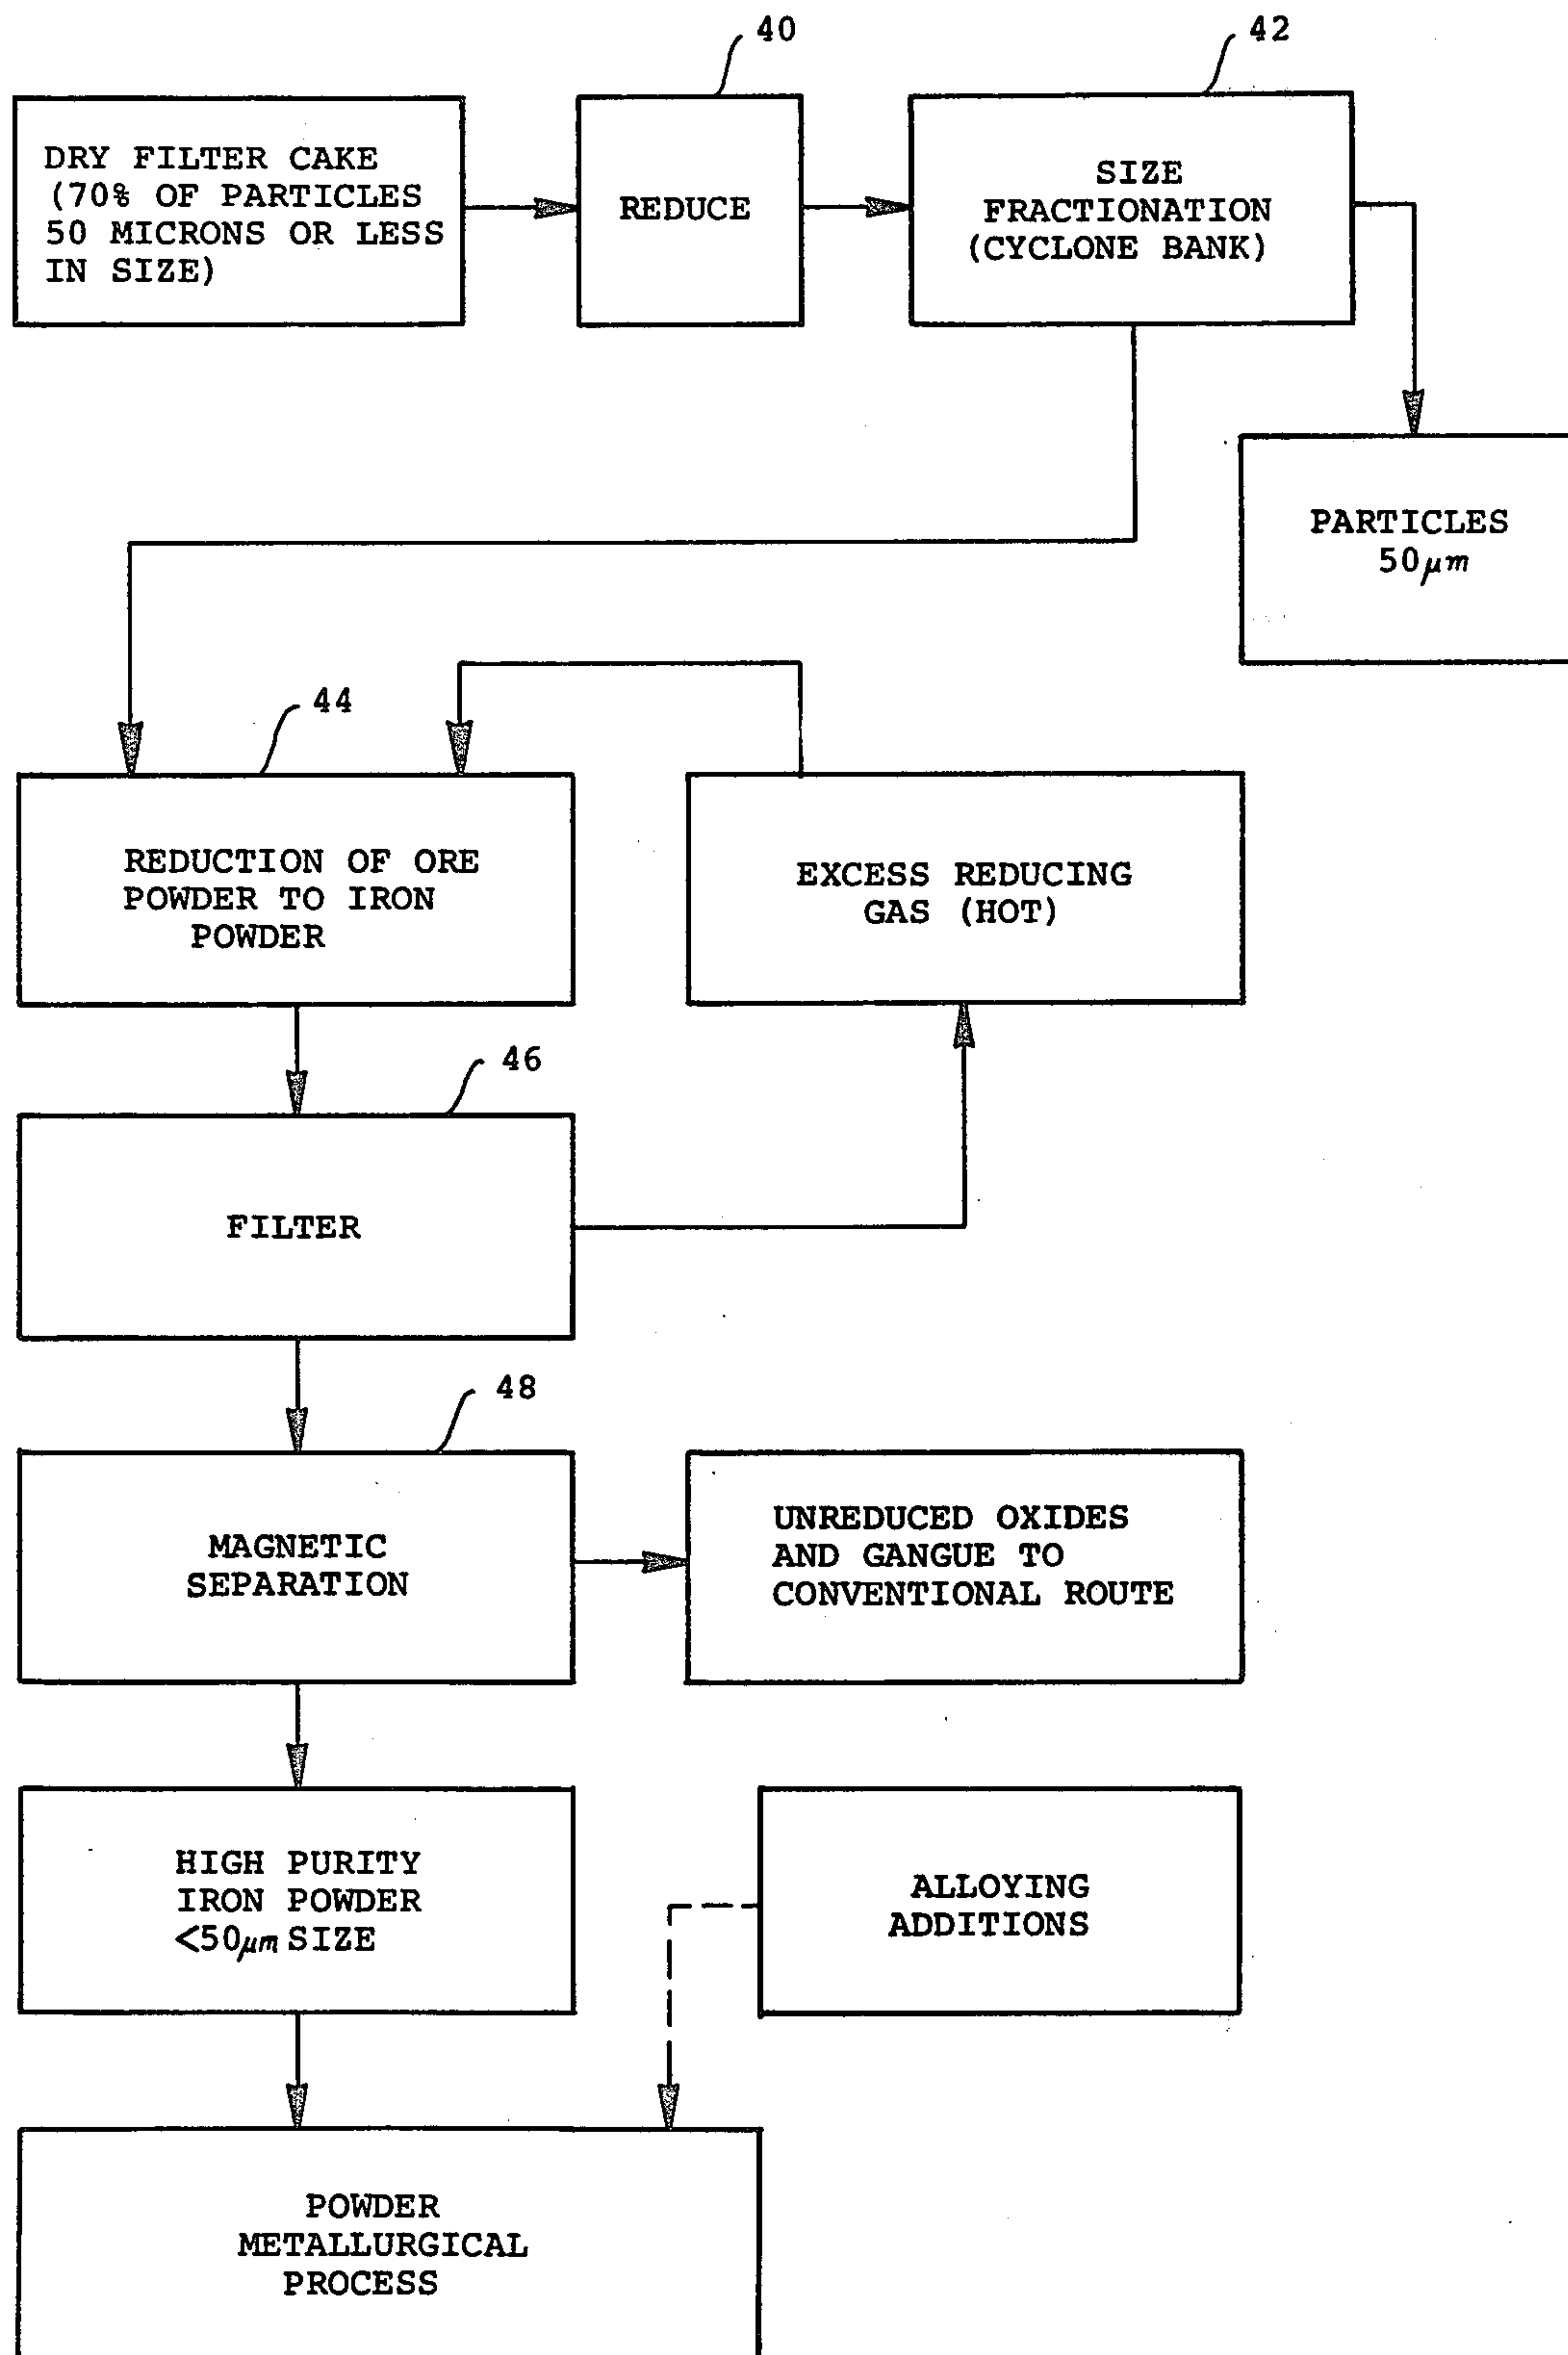 40
42
DRY FILTER CAKE
(70% OF PARTICLES
50 MICRONS OR LESS
IN SIZE)
REDUCE
SIZE
FRACTIONATION
(CYCLONE BANK)
PARTICLES
50μm
44
REDUCTION OF ORE
POWDER TO IRON
POWDER
EXCESS REDUCING
GAS (HOT)
46
FILTER
48
MAGNETIC
SEPARATION
UNREDUCED OXIDES
AND GANGUE TO
CONVENTIONAL ROUTE
HIGH PURITY
IRON POWDER
<50μm SIZE
ALLOYING
ADDITIONS
POWDER
METALLURGICAL
PROCESS